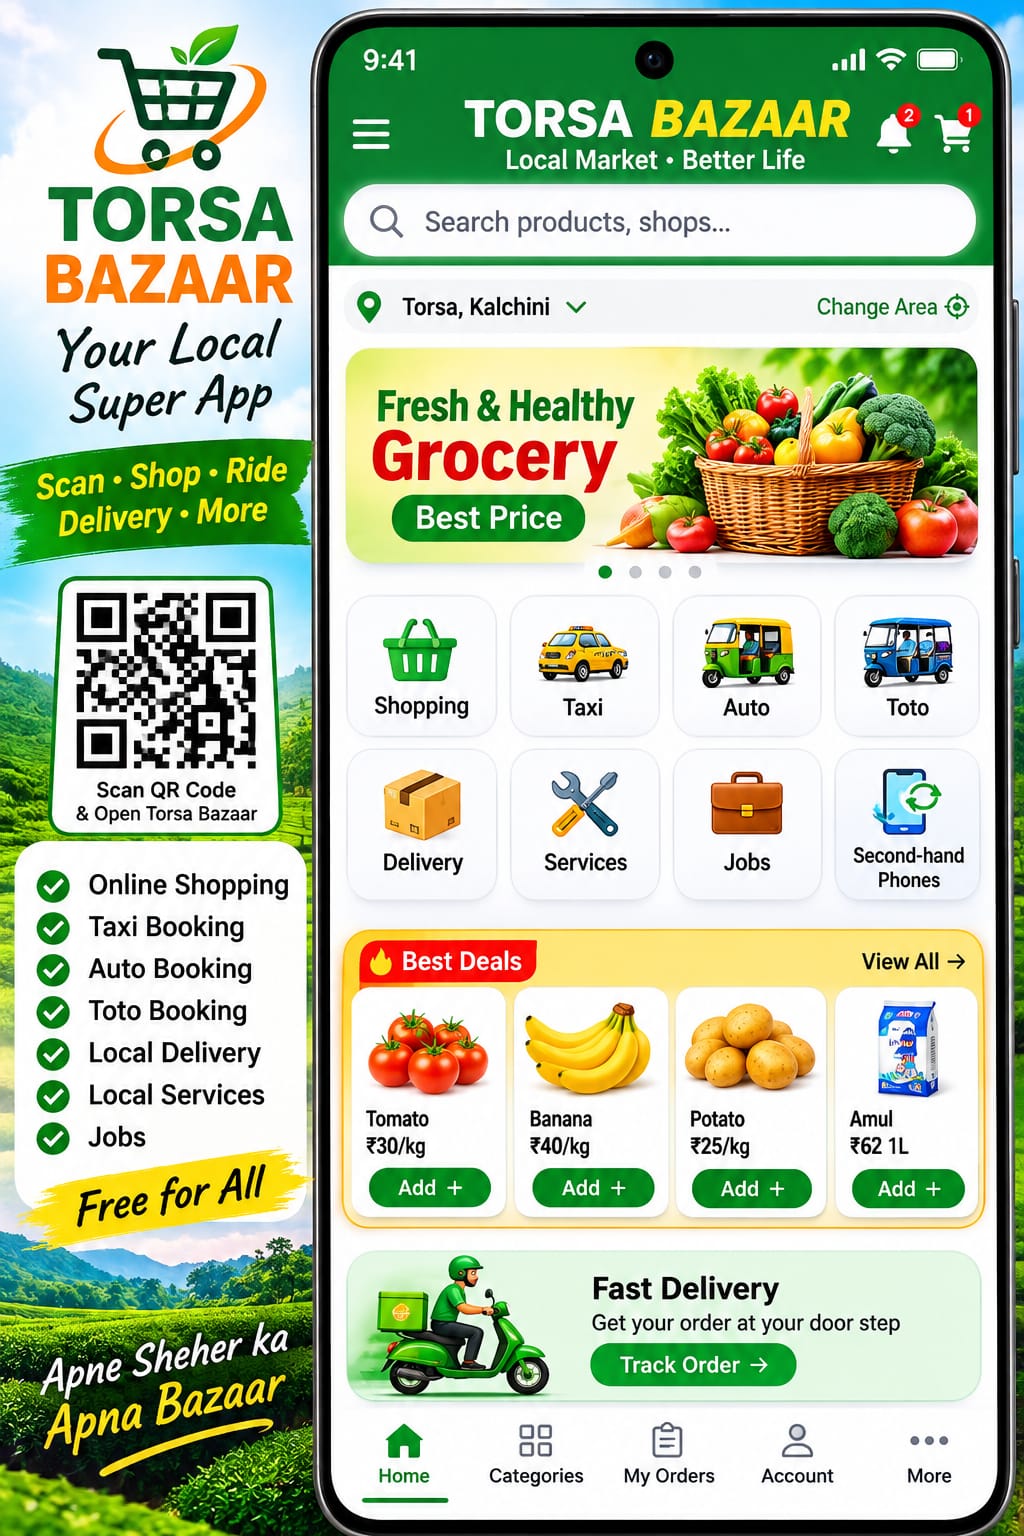 TORSA
BAZAAR
Your Local
Super App
Scan • Shop • Ride
Delivery • More
Scan QR Code
& Open Torsa Bazaar
Online Shopping
Taxi Booking
Auto Booking
Toto Booking
Local Delivery
Local Services
Jobs
Free for All
Apne Sheher ka
Apna Bazaar
9:41
TORSA BAZAAR
2
1
Local Market • Better Life
Search products, shops...
Torsa, Kalchini
Change Area
Fresh & Healthy
Grocery
Best Price
Shopping
Taxi
Auto
Toto
Delivery
Services
Jobs
Second-hand
Phones
Best Deals
View All →
Tomato
₹30/kg
Add +
Banana
₹40/kg
Add +
Potato
₹25/kg
Add +
Amul
₹62 1L
Add +
Fast Delivery
Get your order at your door step
Track Order →
Home
Categories
My Orders
Account
More